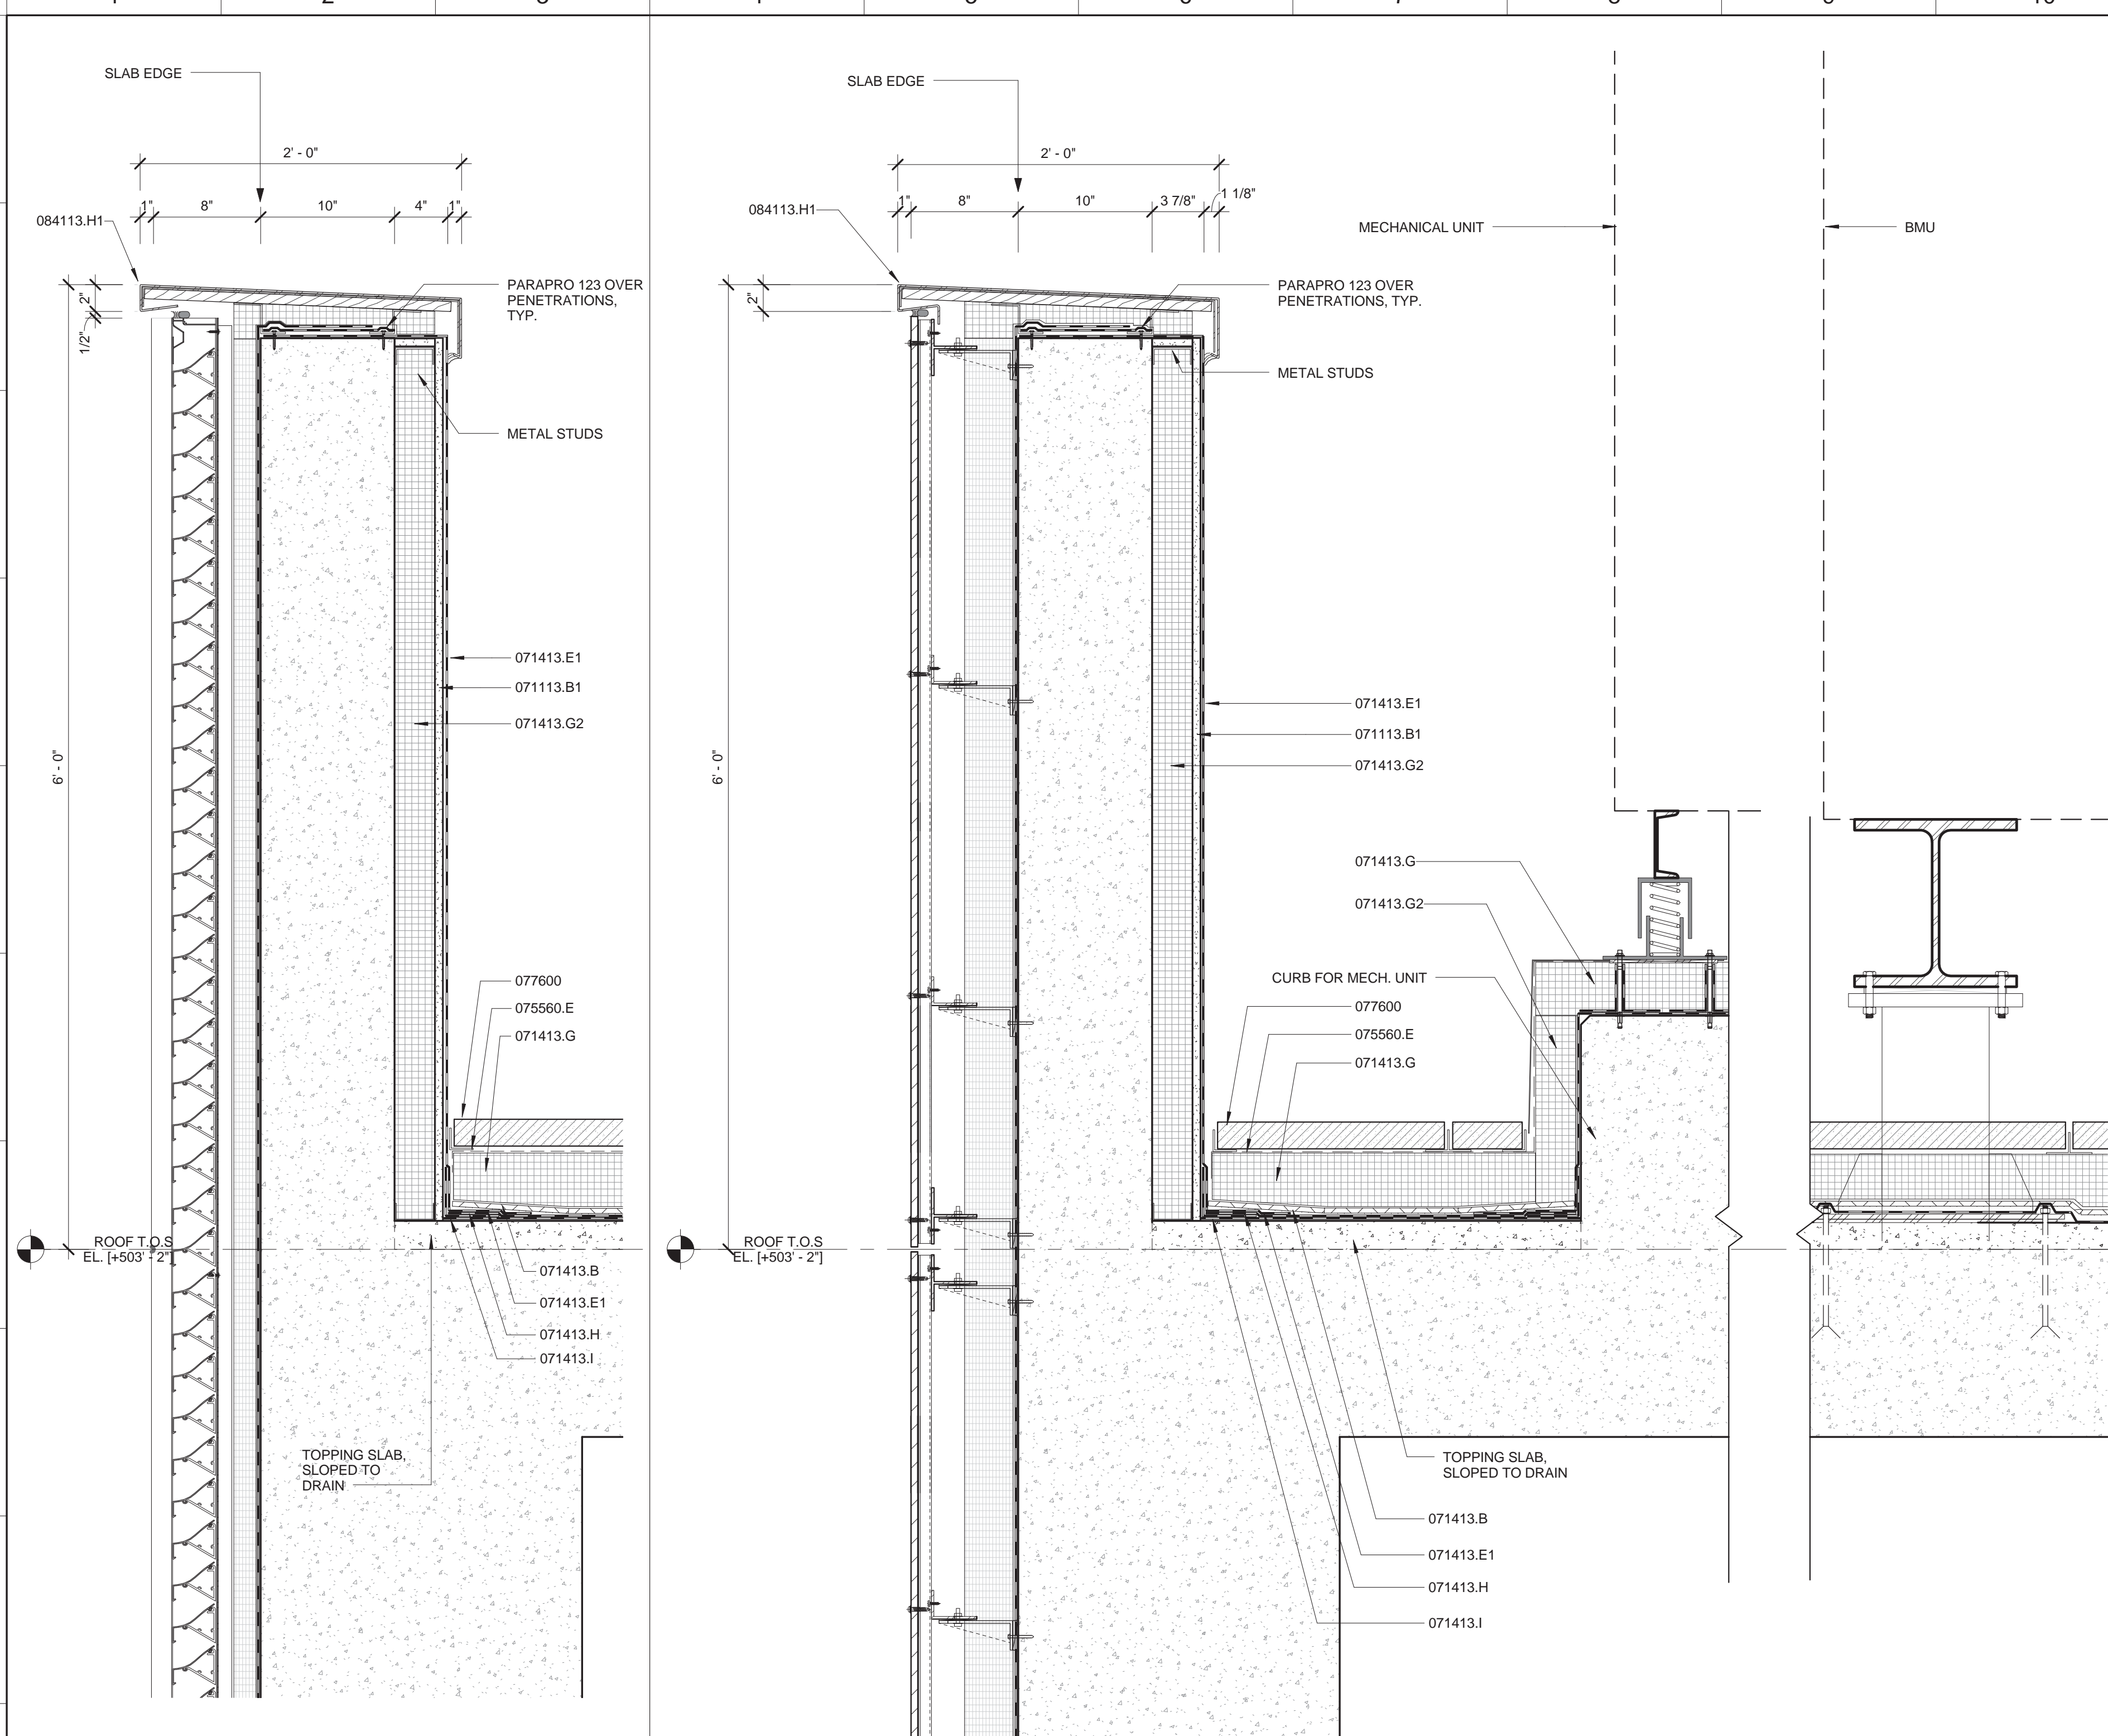 SLAB EDGE
2' - 0"
1"
8"
10"
4"
1"
084113.H1
2"
1/2"
PARAPRO 123 OVER
PENETRATIONS,
TYP.
METAL STUDS
6' - 0"
071413.E1
071113.B1
071413.G2
077600
075560.E
071413.G
ROOF T.O.S
EL. [+503' - 2"]
071413.B
071413.E1
071413.H
071413.I
TOPPING SLAB,
SLOPED TO
DRAIN
SLAB EDGE
2' - 0"
1"
8"
10"
3 7/8"
1 1/8"
084113.H1
2"
PARAPRO 123 OVER
PENETRATIONS, TYP.
METAL STUDS
6' - 0"
071413.E1
071113.B1
071413.G2
MECHANICAL UNIT
BMU
071413.G
071413.G2
CURB FOR MECH. UNIT
077600
075560.E
071413.G
ROOF T.O.S
EL. [+503' - 2"]
TOPPING SLAB,
SLOPED TO DRAIN
071413.B
071413.E1
071413.H
071413.I